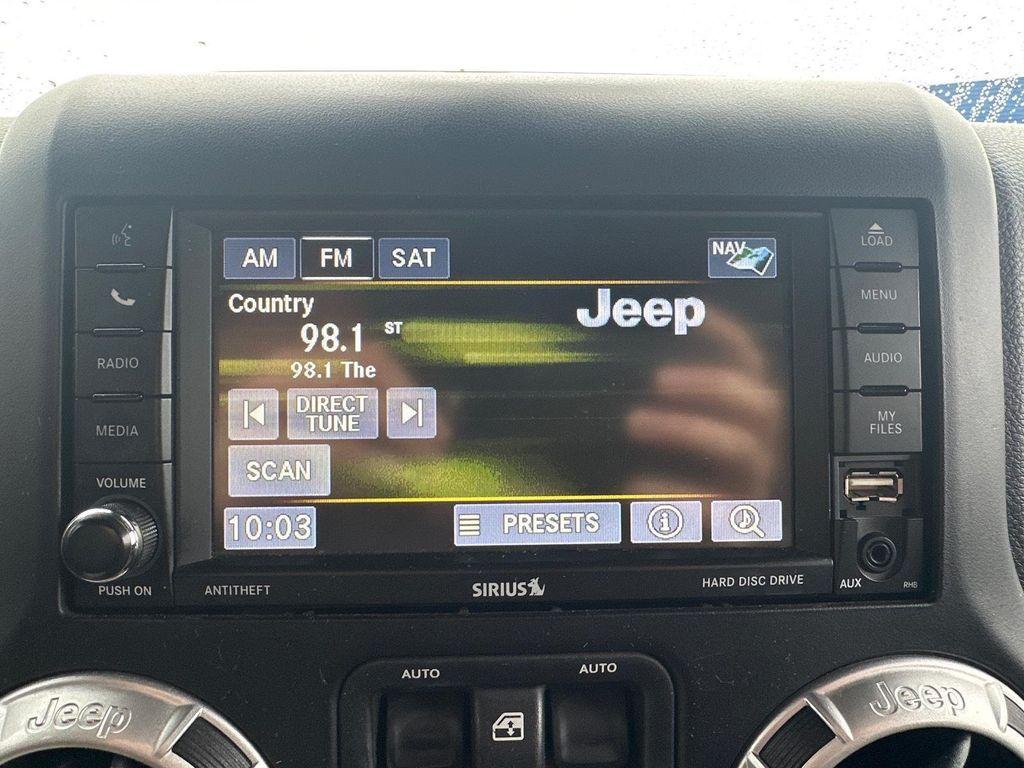 AM FM SAT NAV
LOAD
Country
Jeep
MENU
98.1 ST
98.1 The
RADIO
AUDIO
DIRECT
TUNE
MEDIA
MY
FILES
SCAN
VOLUME
10:03 PRESETS
PUSH ON
ANTITHEFT
SIRIUS
HARD DISC DRIVE
AUX
RHB
AUTO
AUTO
Jeep
Jeep